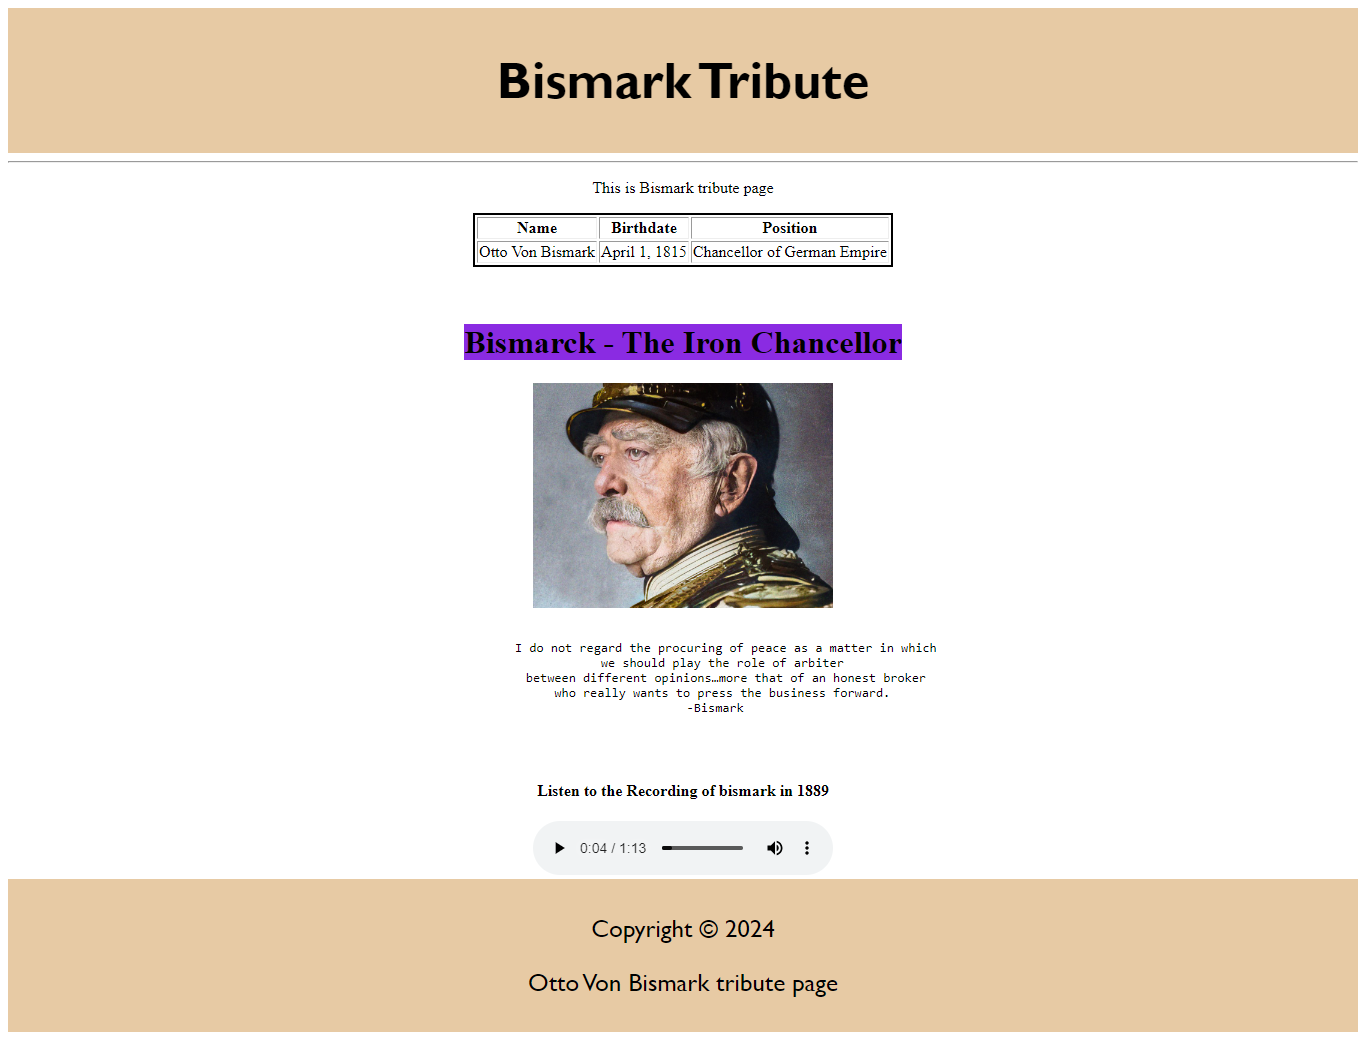 Bismark Tribute
This is Bismark tribute page
Name Birthdate Position
Otto Von Bismark April 1, 1815 Chancellor of German Empire
Bismarck - The Iron Chancellor
I do not regard the procuring of peace as a matter in which
we should play the role of arbiter
between different opinions…more that of an honest broker
who really wants to press the business forward.
-Bismark
Listen to the Recording of bismark in 1889
0:04 / 1:13
Copyright © 2024
Otto Von Bismark tribute page